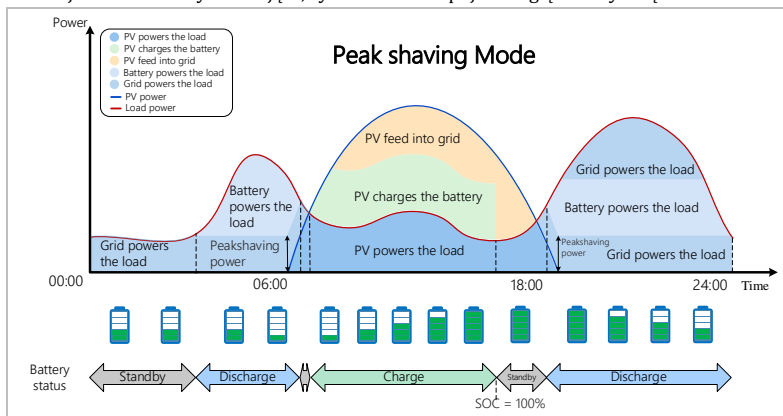 Power
PV powers the load
PV charges the battery
PV feed into grid
Battery powers the load
Grid powers the load
PV power
Load power
Peak shaving Mode
PV feed into grid
Grid powers the load
Battery
powers the
load
PV charges the battery
Battery powers the load
Grid powers
the load
Peakshaving
power
PV powers the load
Peakshaving
power
Grid powers the load
00:00
06:00
18:00
24:00
Time
Battery
status
Standby
Discharge
Charge
Standby
Discharge
SOC = 100%